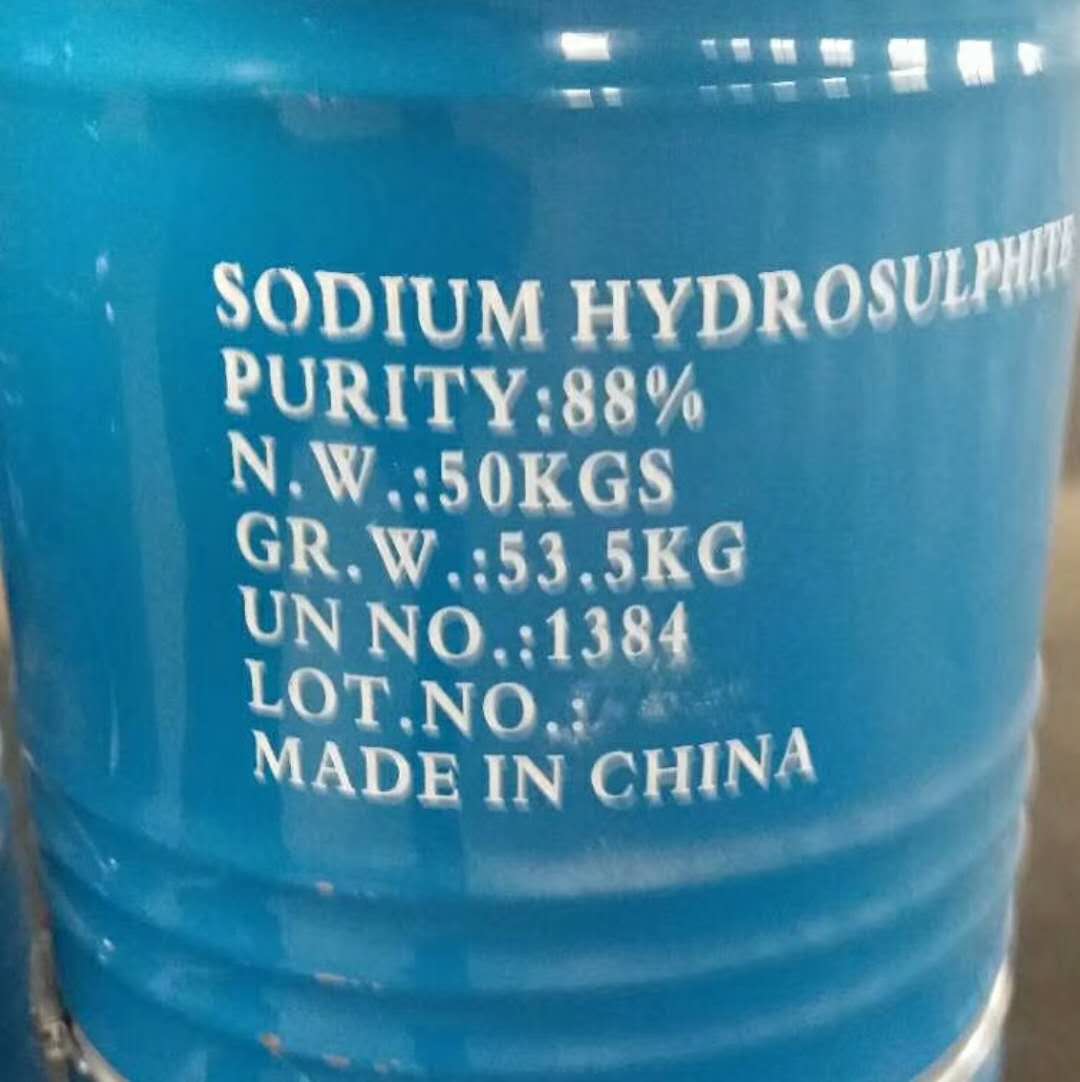 SODIUM HYDROSULPHITE
PURITY:88%
N.W.:50KGS
GR.W.:53.5KG
UN NO.:1384
LOT.NO.:
MADE IN CHINA